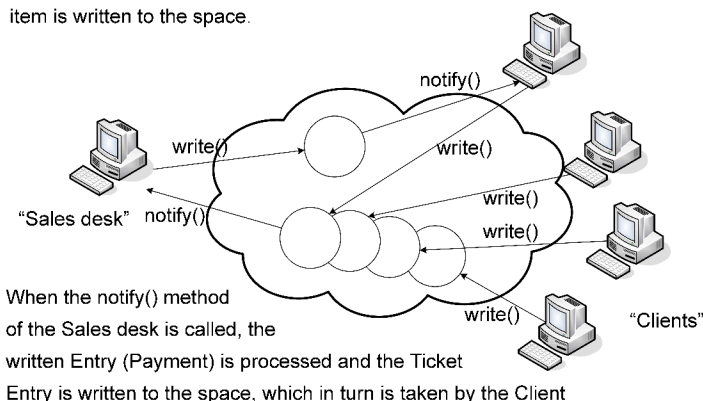 item is written to the space.
notify()
write()
write()
write()
"Sales desk" notify()
write()
write()
"Clients"
When the notify() method
of the Sales desk is called, the
written Entry (Payment) is processed and the Ticket
Entry is written to the space, which in turn is taken by the Client